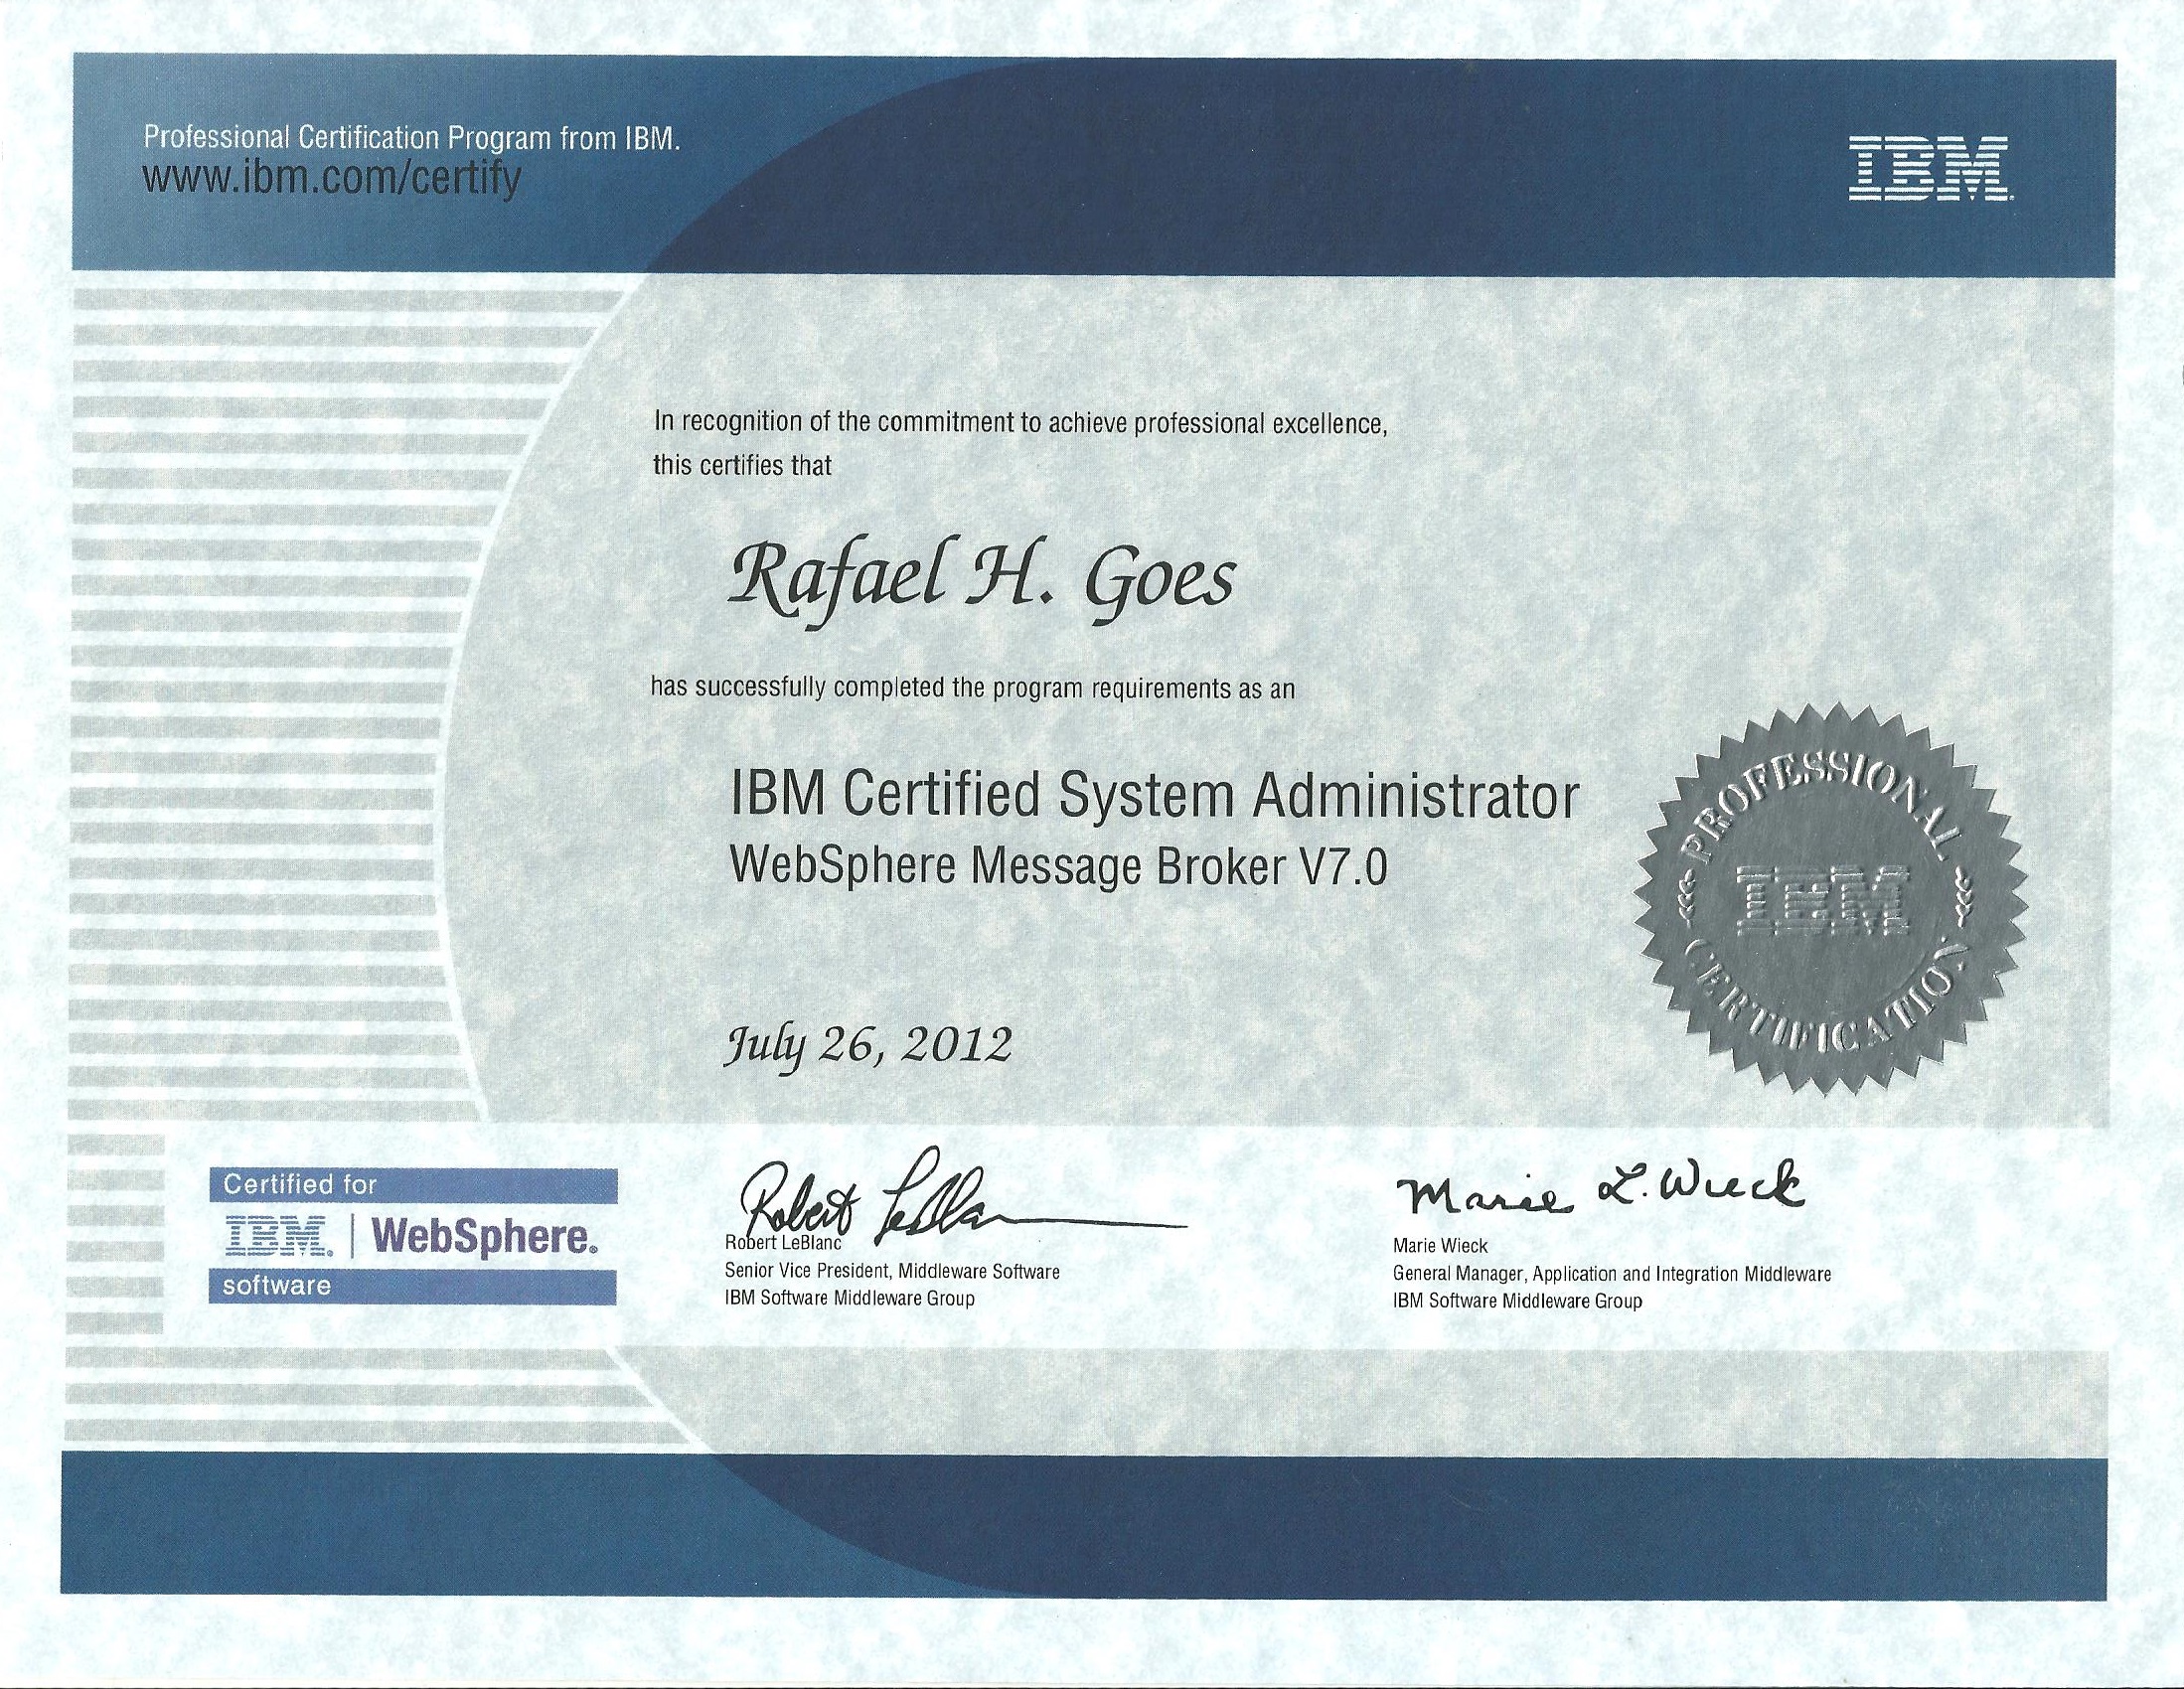 Professional Certification Program from IBM.
www.ibm.com/certify
IBM.
In recognition of the commitment to achieve professional excellence,
this certifies that
Rafael H. Goes
has successfully completed the program requirements as an
IBM Certified System Administrator
WebSphere Message Broker V7.0
PROFESSIONAL
IBM
CERTIFICATION
July 26, 2012
Certified for
IBM. | WebSphere.
software
Robert LeBlanc
Robert LeBlanc
Senior Vice President, Middleware Software
IBM Software Middleware Group
Marie L. Wieck
Marie Wieck
General Manager, Application and Integration Middleware
IBM Software Middleware Group